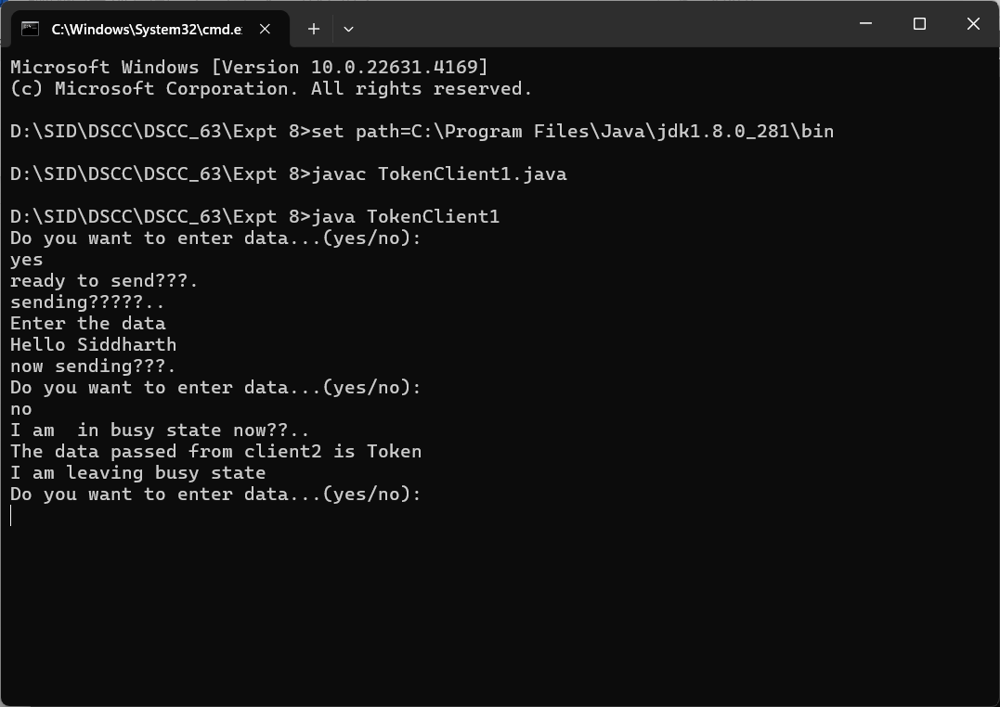 C:\Windows\System32\cmd.e
Microsoft Windows [Version 10.0.22631.4169]
(c) Microsoft Corporation. All rights reserved.
D:\SID\DSCC\DSCC_63\Expt 8>set path=C:\Program Files\Java\jdk1.8.0_281\bin
D:\SID\DSCC\DSCC_63\Expt 8>javac TokenClient1.java
D:\SID\DSCC\DSCC_63\Expt 8>java TokenClient1
Do you want to enter data...(yes/no):
yes
ready to send???.
sending?????..
Enter the data
Hello Siddharth
now sending???.
Do you want to enter data...(yes/no):
no
I am  in busy state now??..
The data passed from client2 is Token
I am leaving busy state
Do you want to enter data...(yes/no):